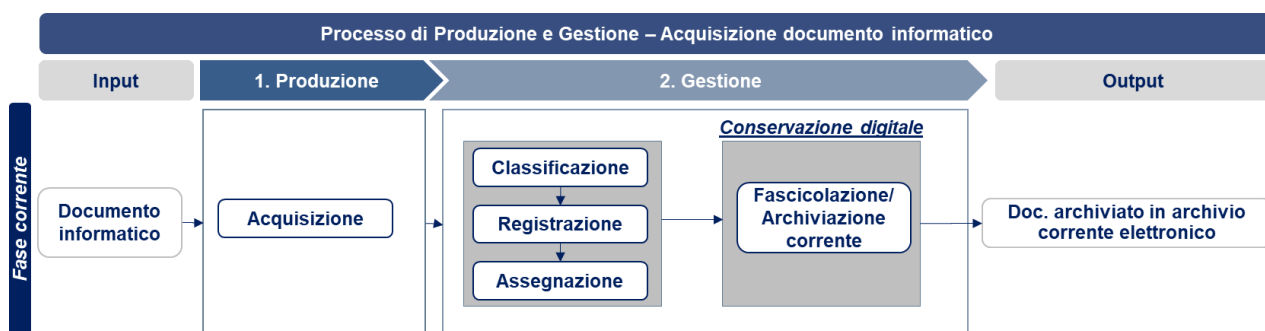 Processo di Produzione e Gestione – Acquisizione documento informatico
Input
1. Produzione
2. Gestione
Output
Fase corrente
Documento
informatico
Acquisizione
Classificazione
Registrazione
Assegnazione
Conservazione digitale
Fascicolazione/
Archiviazione
corrente
Doc. archiviato in archivio
corrente elettronico